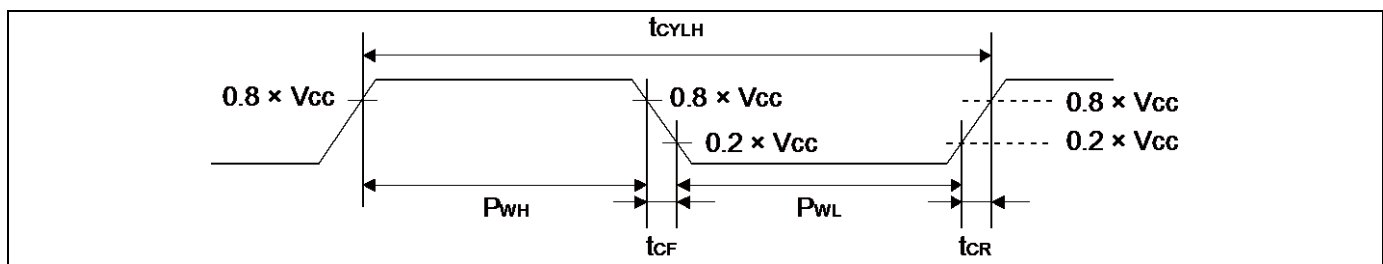 tCYLH
0.8 × Vcc 0.8 × Vcc 0.8 × Vcc
0.2 × Vcc 0.2 × Vcc
PWH PWL
tCF tCR